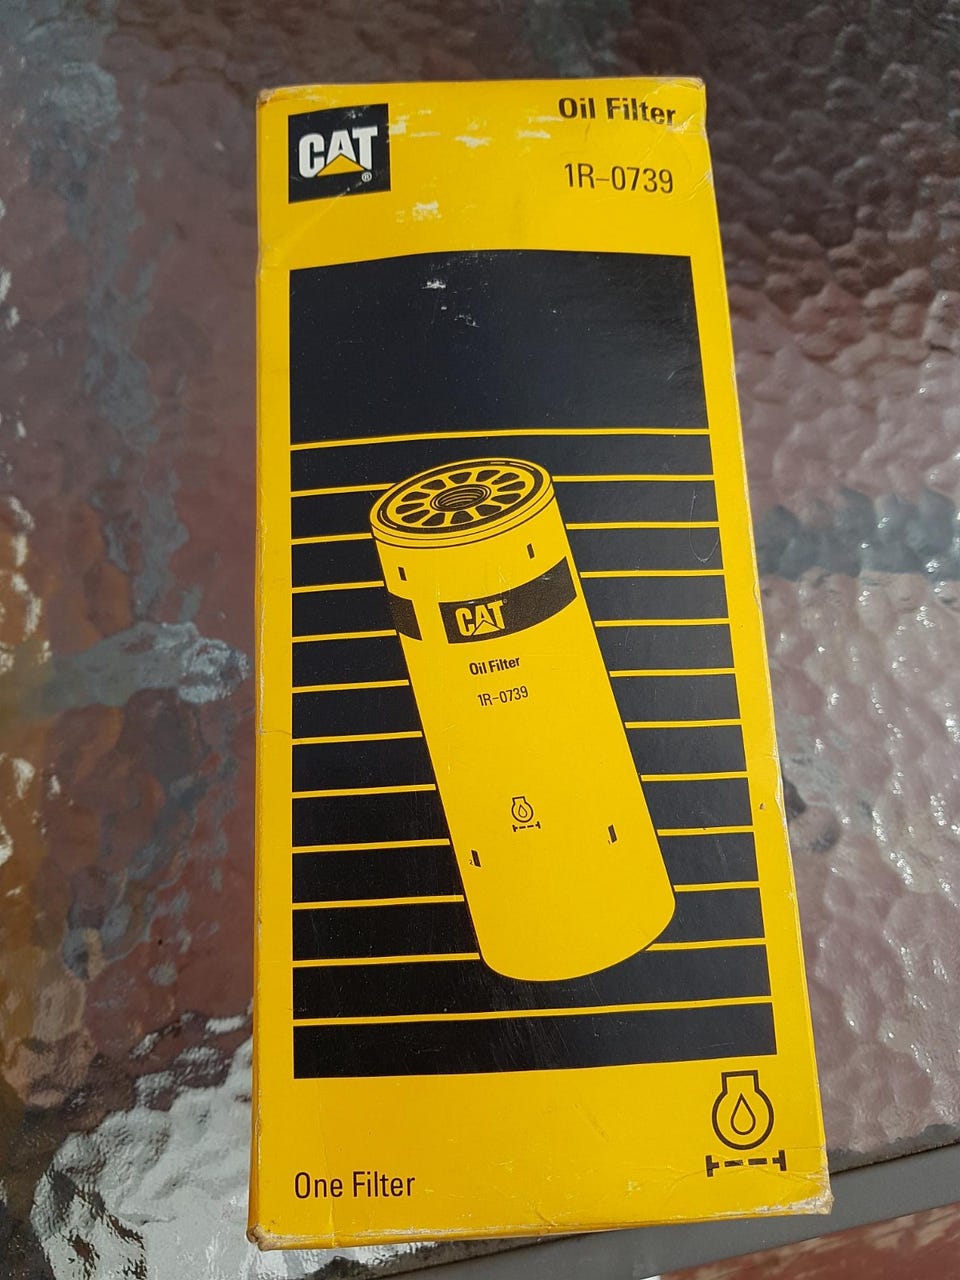 CAT®
Oil Filter
1R-0739
CAT®
Oil Filter
1R-0739
One Filter